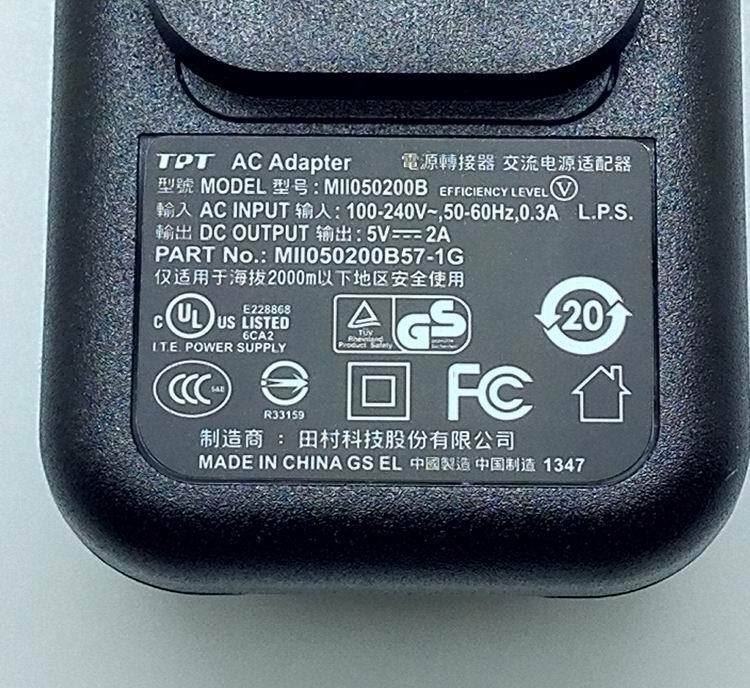 TPT AC Adapter 電源轉接器 交流电源适配器
型號 MODEL 型号: MII050200B EFFICIENCY LEVEL V
輸入 AC INPUT 输入: 100-240V~,50-60Hz,0.3A L.P.S.
輸出 DC OUTPUT 输出: 5V⎓2A
PART No.: MII050200B57-1G
仅适用于海拔2000m以下地区安全使用
c UL US LISTED E228868 6CA2
I.T.E. POWER SUPPLY
TÜV Rheinland Product Safety GS geprüfte Sicherheit
20
CCC S&E
R33159
FC
制造商 : 田村科技股份有限公司
MADE IN CHINA GS EL 中國製造 中国制造 1347